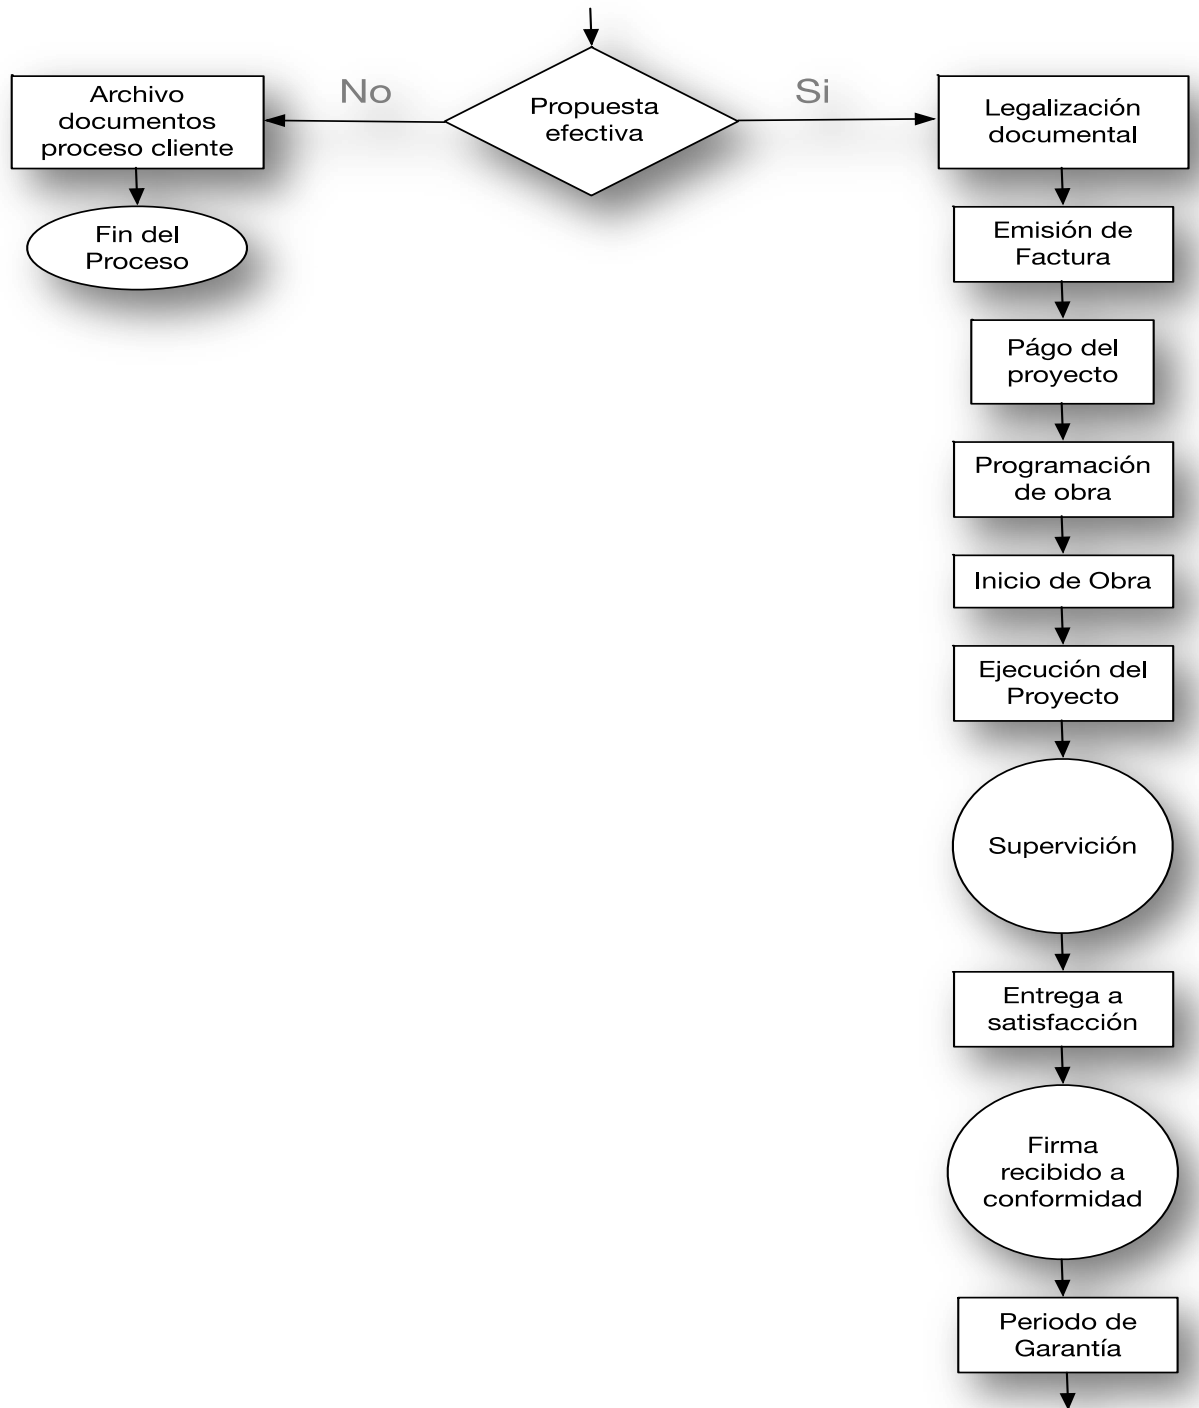 No
Si
Archivo
documentos
proceso cliente
Propuesta
efectiva
Legalización
documental
Fin del
Proceso
Emisión de
Factura
Págo del
proyecto
Programación
de obra
Inicio de Obra
Ejecución del
Proyecto
Supervición
Entrega a
satisfacción
Firma
recibido a
conformidad
Periodo de
Garantía